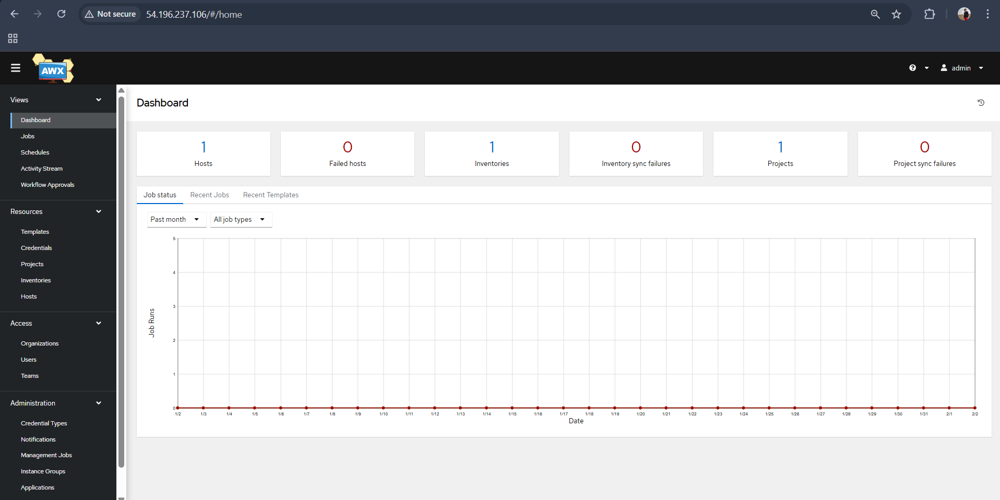 Not secure 54.196.237.106/#/home
AWX
admin
Views
Dashboard
Jobs
Schedules
Activity Stream
Workflow Approvals
Resources
Templates
Credentials
Projects
Inventories
Hosts
Access
Organizations
Users
Teams
Administration
Credential Types
Notifications
Management Jobs
Instance Groups
Applications
Dashboard
1 0 1 0 1 0
Hosts Failed hosts Inventories Inventory sync failures Projects Project sync failures
Job status Recent Jobs Recent Templates
Past month All job types
5
4
3
2
1
0
Job Runs
1/2 1/3 1/4 1/5 1/6 1/7 1/8 1/9 1/10 1/11 1/12 1/13 1/14 1/15 1/16 1/17 1/18 1/19 1/20 1/21 1/22 1/23 1/24 1/25 1/26 1/27 1/28 1/29 1/30 1/31 2/1 2/2
Date